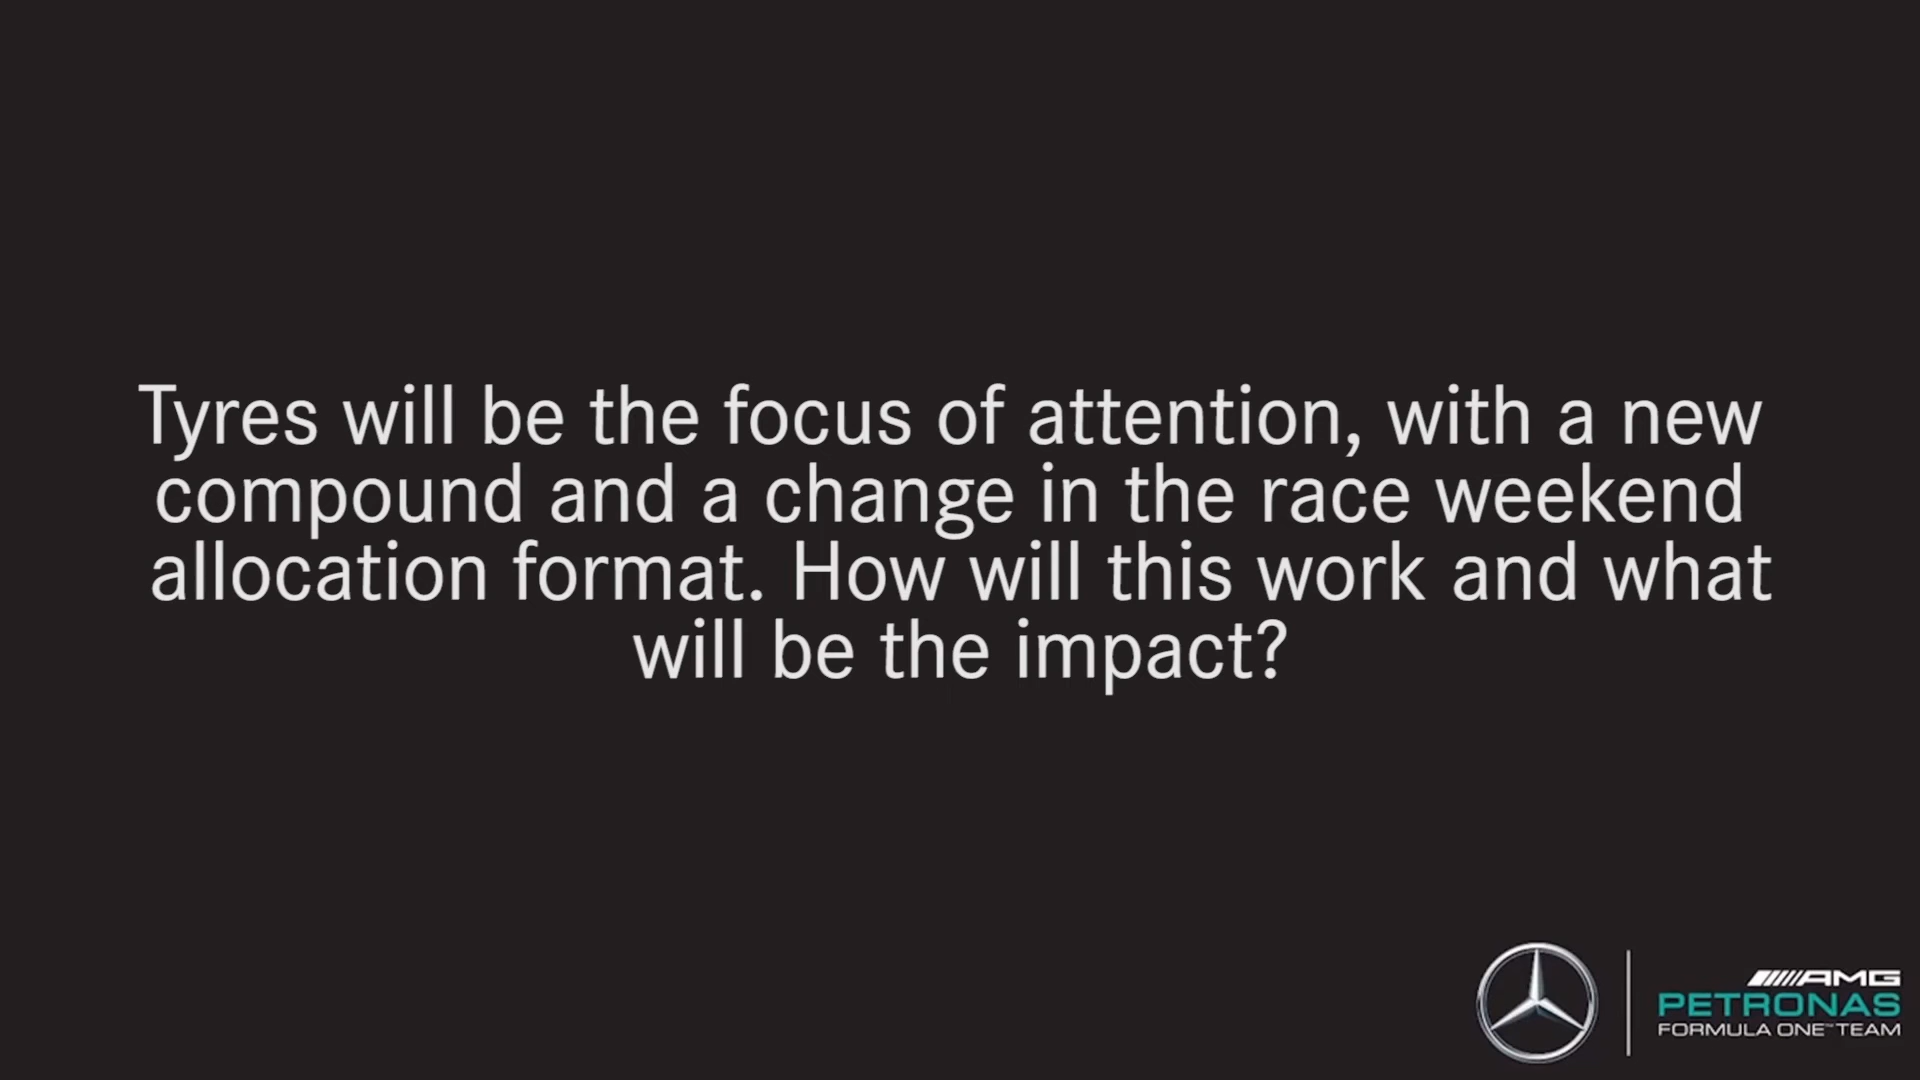 Tyres will be the focus of attention, with a new
compound and a change in the race weekend
allocation format. How will this work and what
will be the impact?
AMG
PETRONAS
FORMULA ONE™ TEAM